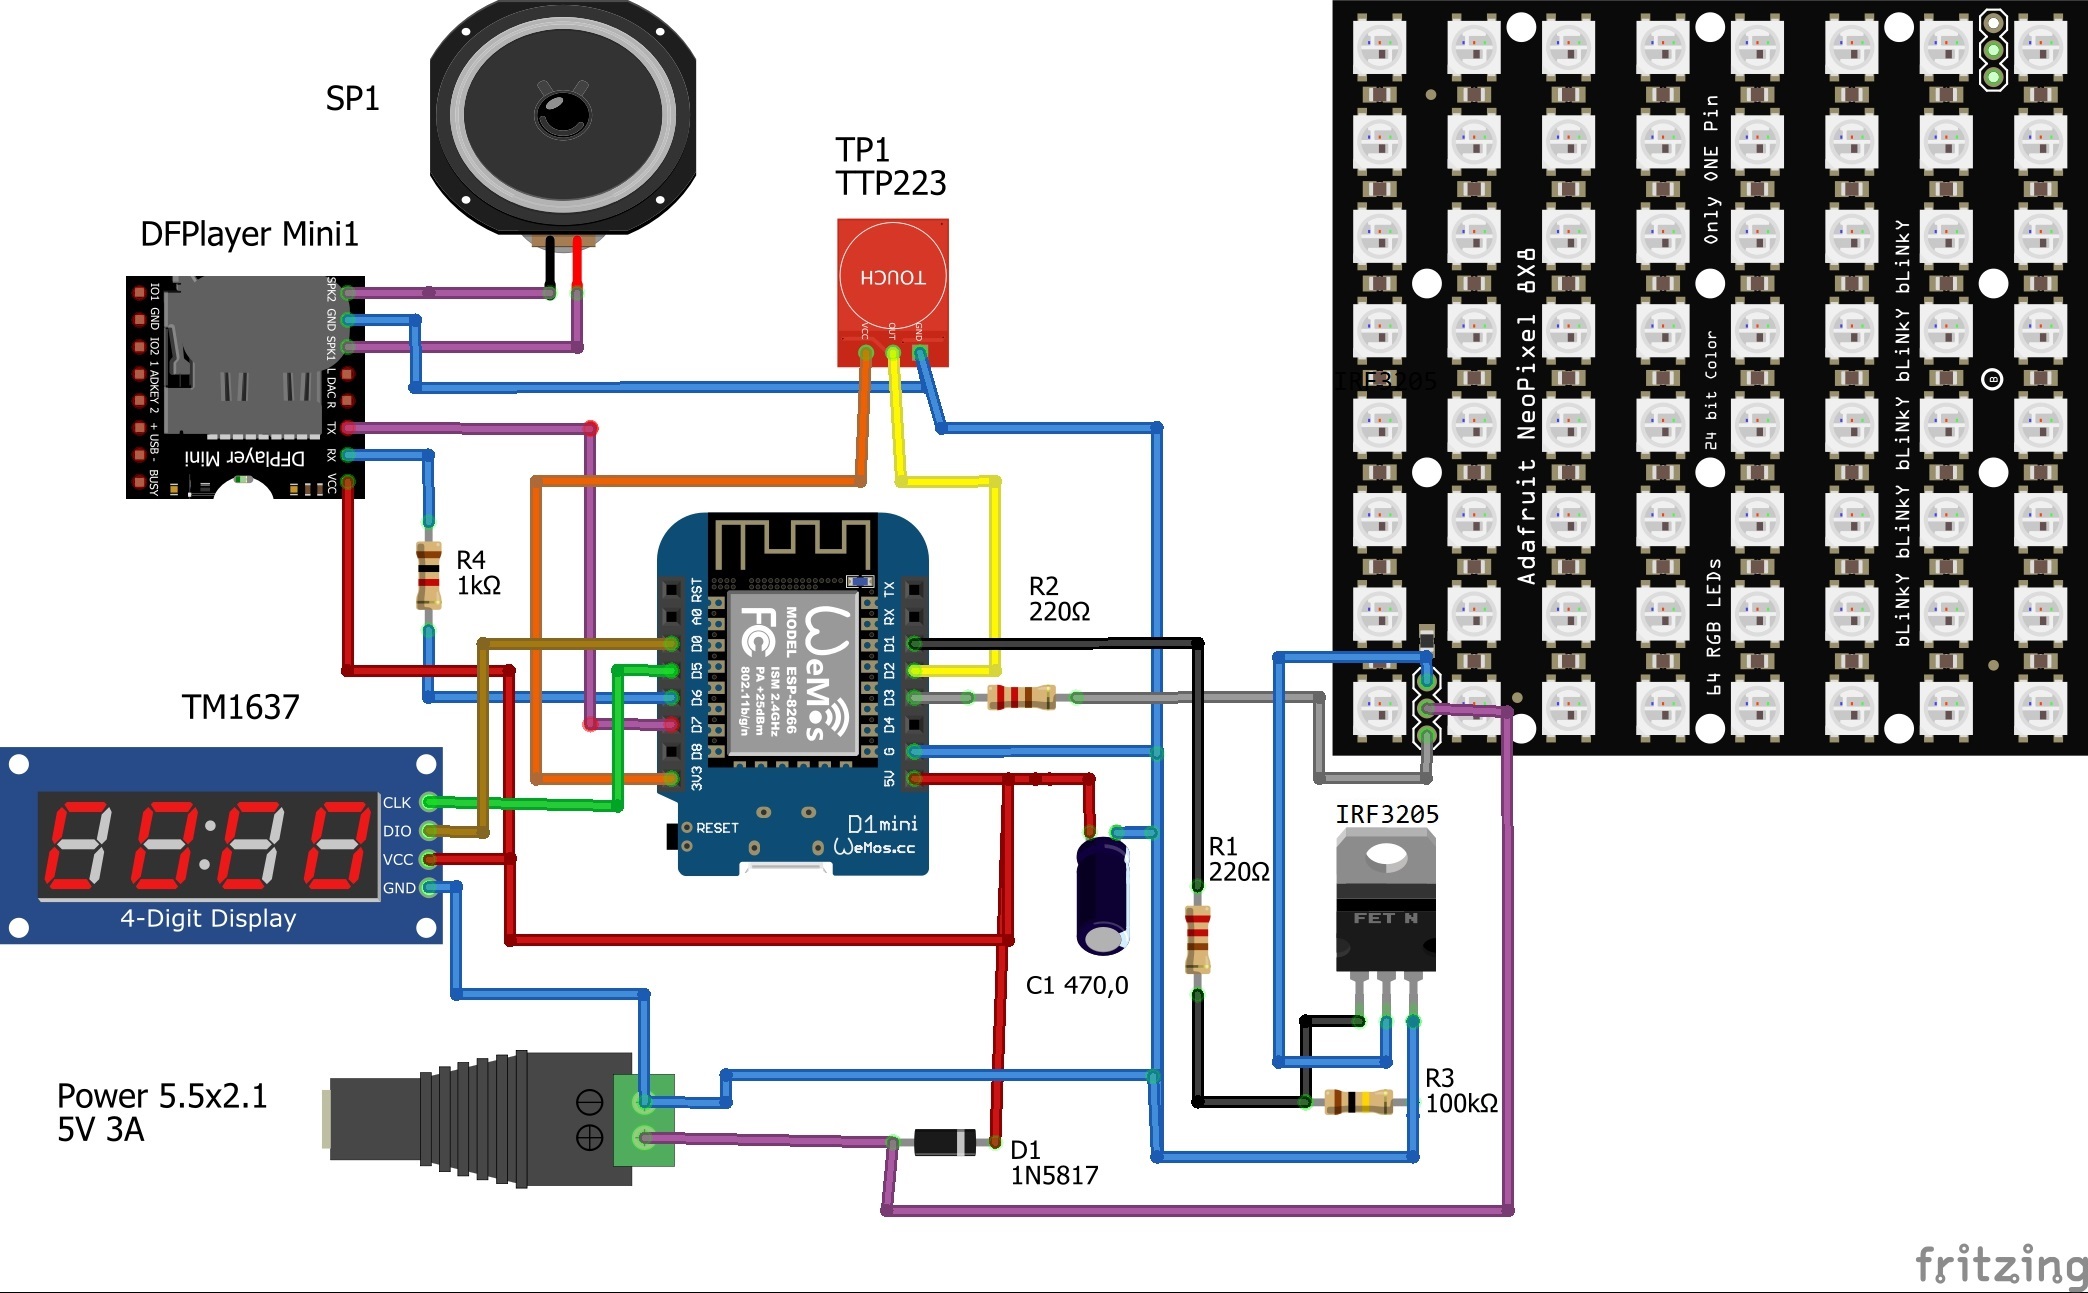 SP1
TP1
TTP223
DFPlayer Mini1
SPK2
GND
SPK1
L
DAC
R
TX
RX
VCC
IO1
GND
IO2
1
ADKEY
2
+
USB
-
BUSY
DFPlayer Mini
TOUCH
VCC
OUT
GND
R4
1kΩ
TM1637
CLK
DIO
VCC
GND
4-Digit Display
RST
A0
D0
D5
D6
D7
D8
3V3
TX
RX
D1
D2
D3
D4
G
5V
WeMos
MODEL ESP-8266
ISM 2.4GHz
PA +25dBm
802.11b/g/n
FC
RESET
D1mini
WeMos.cc
R2
220Ω
R1
220Ω
C1 470,0
Power 5.5x2.1
5V 3A
D1
1N5817
R3
100kΩ
IRF3205
FET N
IRF3205
Adafruit NeoPixel 8X8
64 RGB LEDs
24 bit Color
Only ONE Pin
bLiNkY bLiNkY bLiNkY bLiNkY bLiNkY
B
fritzing